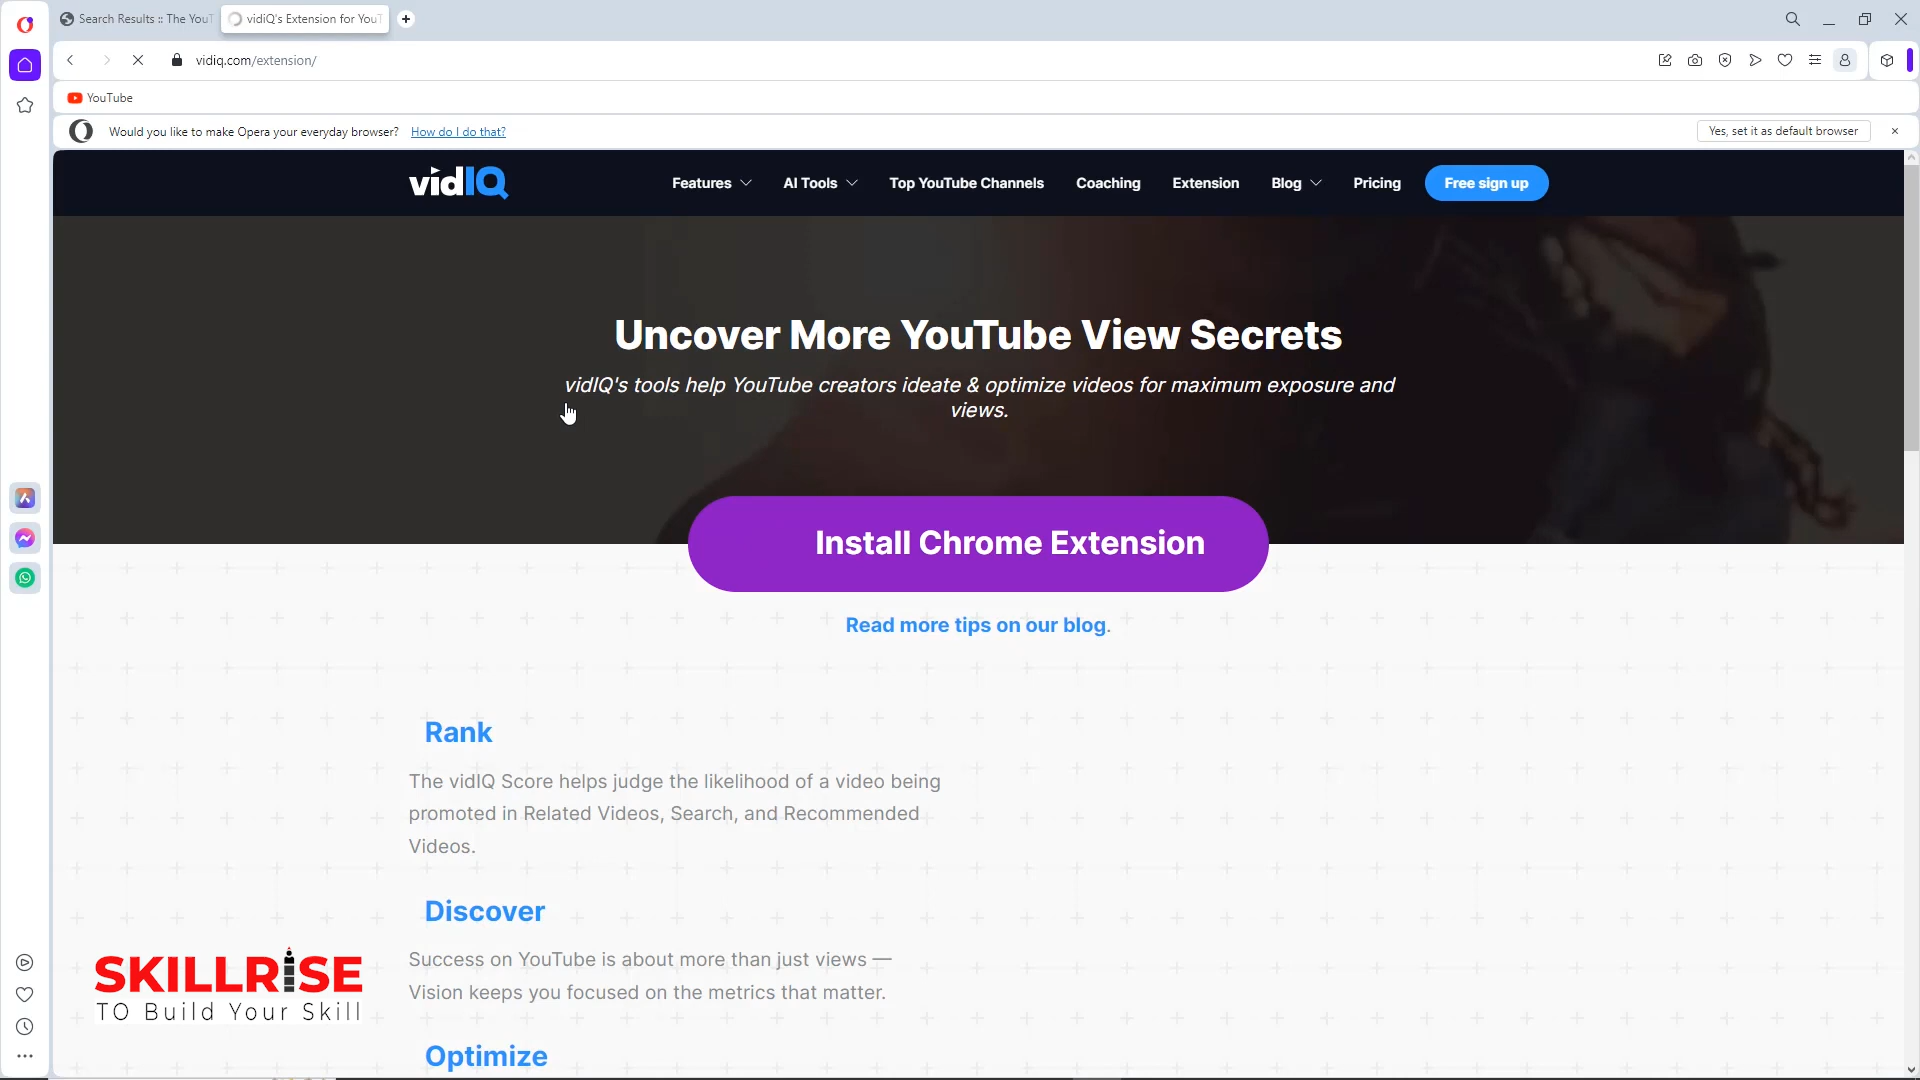 Search Results :: The You
vidiQ's Extension for You
vidiq.com/extension/
YouTube
Would you like to make Opera your everyday browser? How do I do that?
Yes, set it as default browser
vidIQ
Features
AI Tools
Top YouTube Channels
Coaching
Extension
Blog
Pricing
Free sign up
Uncover More YouTube View Secrets
vidIQ's tools help YouTube creators ideate & optimize videos for maximum exposure and
views.
Install Chrome Extension
Read more tips on our blog.
Rank
The vidIQ Score helps judge the likelihood of a video being
promoted in Related Videos, Search, and Recommended
Videos.
Discover
Success on YouTube is about more than just views —
Vision keeps you focused on the metrics that matter.
Optimize
SKILLRISE
TO Build Your Skill